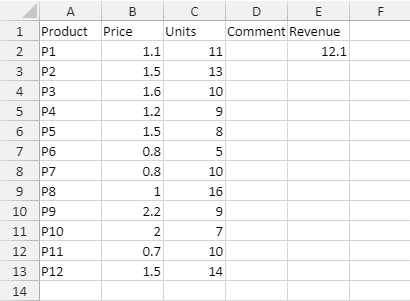 A B C D E F
1 Product Price Units Comment Revenue
2 P1 1.1 11 12.1
3 P2 1.5 13
4 P3 1.6 10
5 P4 1.2 9
6 P5 1.5 8
7 P6 0.8 5
8 P7 0.8 10
9 P8 1 16
10 P9 2.2 9
11 P10 2 7
12 P11 0.7 10
13 P12 1.5 14
14